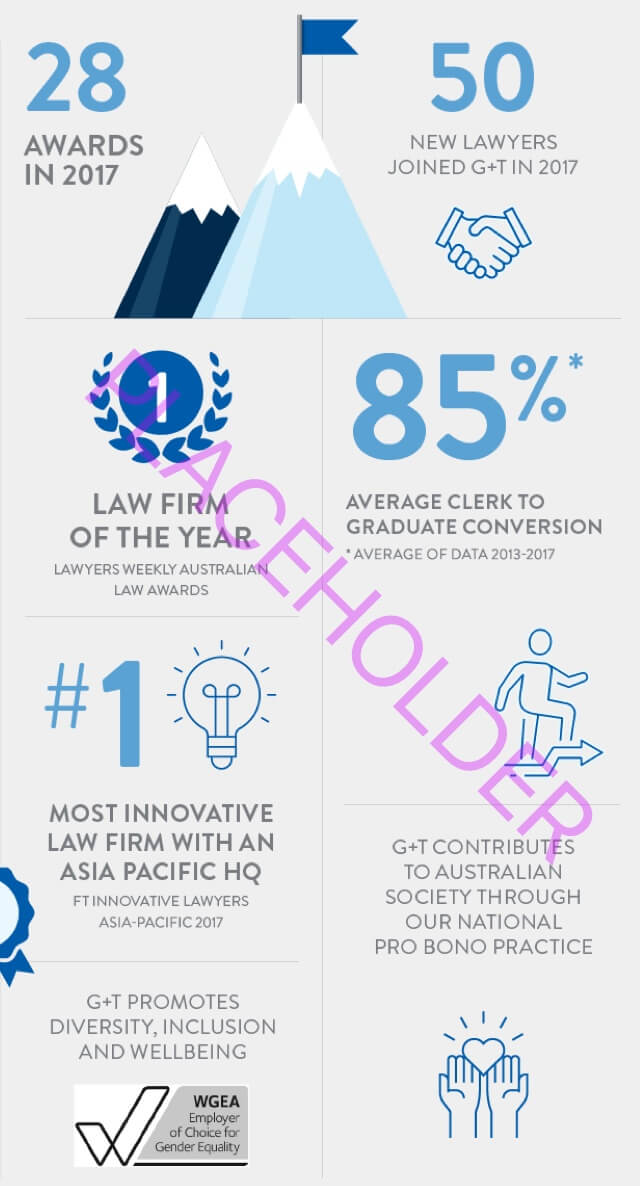 28
AWARDS
IN 2017
50
NEW LAWYERS
JOINED G+T IN 2017
1
LAW FIRM
OF THE YEAR
LAWYERS WEEKLY AUSTRALIAN
LAW AWARDS
85%*
AVERAGE CLERK TO
GRADUATE CONVERSION
* AVERAGE OF DATA 2013-2017
#1
MOST INNOVATIVE
LAW FIRM WITH AN
ASIA PACIFIC HQ
FT INNOVATIVE LAWYERS
ASIA-PACIFIC 2017
G+T CONTRIBUTES
TO AUSTRALIAN
SOCIETY THROUGH
OUR NATIONAL
PRO BONO PRACTICE
G+T PROMOTES
DIVERSITY, INCLUSION
AND WELLBEING
WGEA
Employer
of Choice for
Gender Equality
PLACEHOLDER